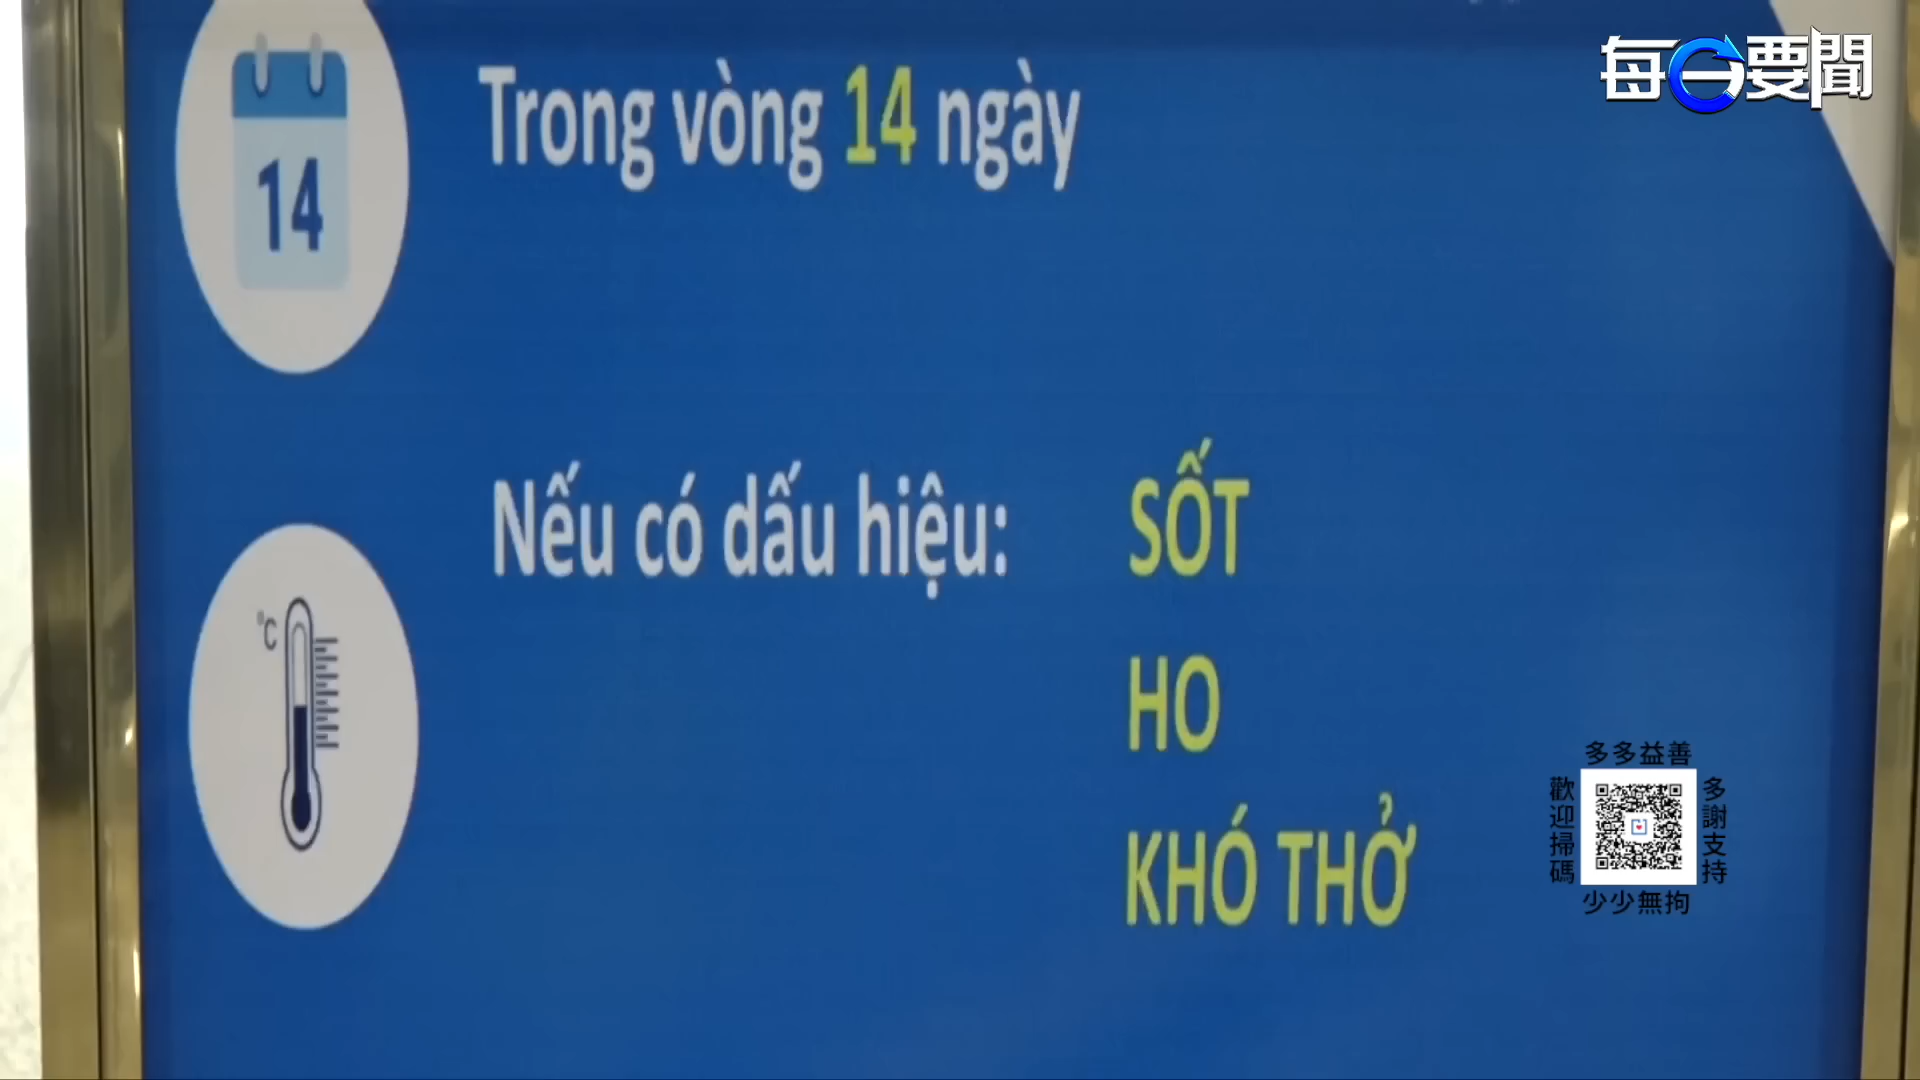 每日要聞
14
Trong vòng 14 ngày
°C
Nếu có dấu hiệu: SỐT
HO
KHÓ THỞ
多多益善
歡迎掃碼
多謝支持
少少無拘